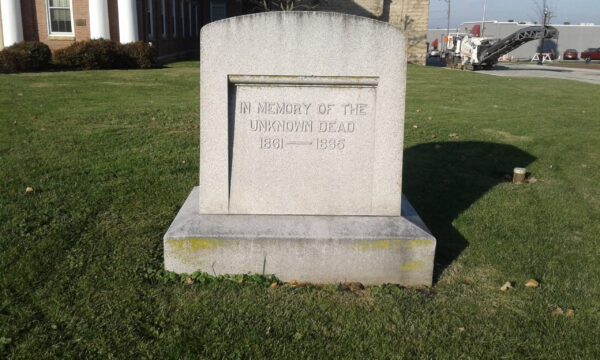 IN MEMORY OF THE
UNKNOWN DEAD
1861 — 1865